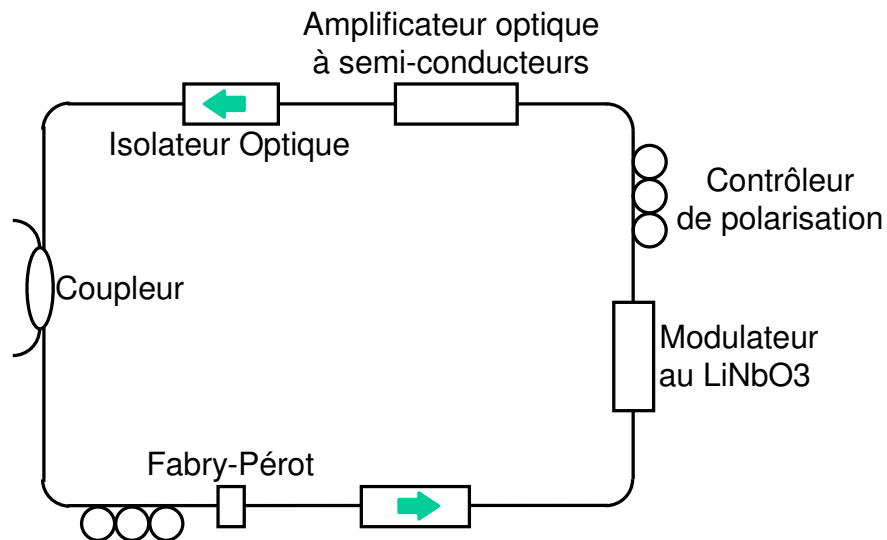 Amplificateur optique
à semi-conducteurs
Isolateur Optique
Contrôleur
de polarisation
Coupleur
Modulateur
au LiNbO3
Fabry-Pérot